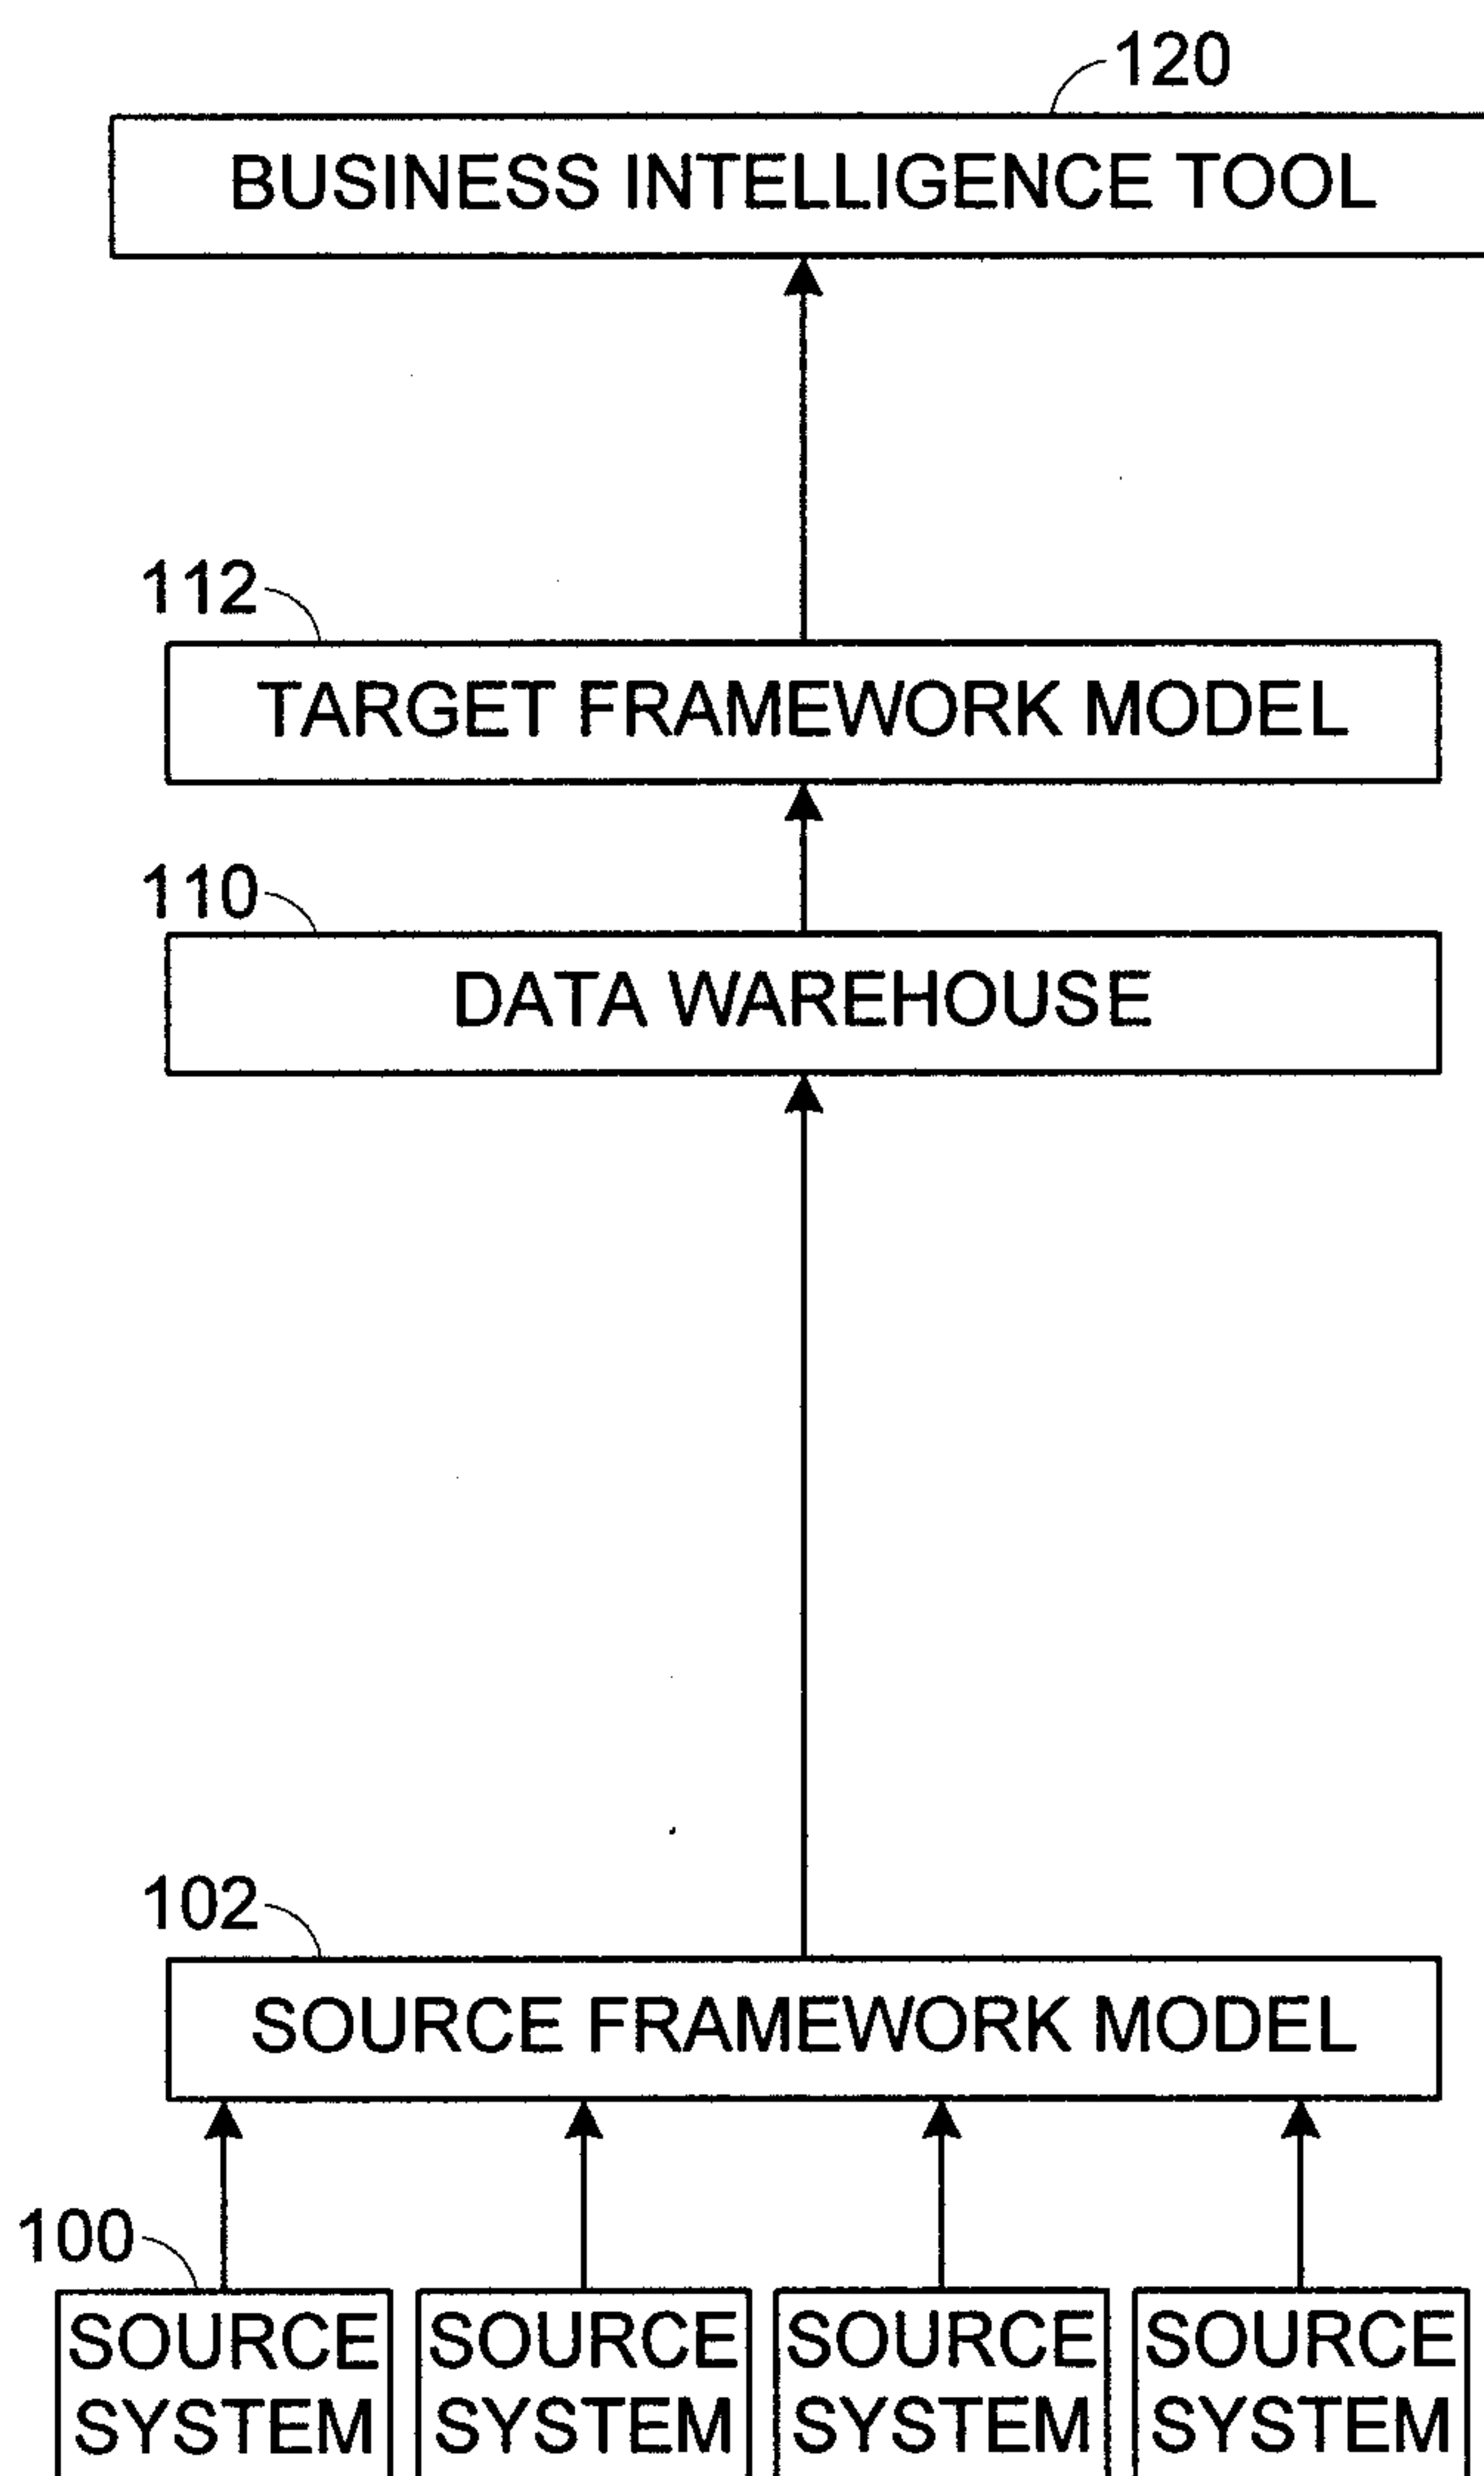 120
BUSINESS INTELLIGENCE TOOL
112
TARGET FRAMEWORK MODEL
110
DATA WAREHOUSE
102
SOURCE FRAMEWORK MODEL
100
SOURCE SYSTEM
SOURCE SYSTEM
SOURCE SYSTEM
SOURCE SYSTEM